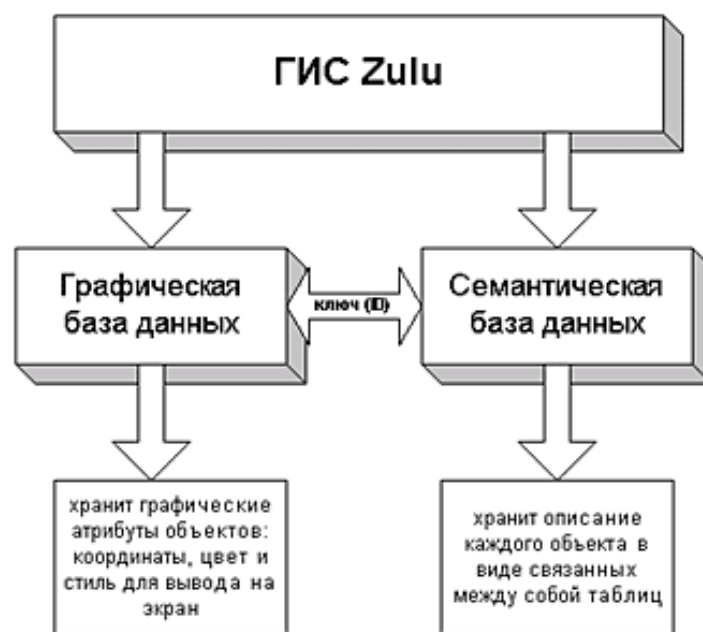 ГИС Zulu
Графическая
база данных
ключ (ID)
Семантическая
база данных
хранит графические
атрибуты объектов:
координаты, цвет и
стиль для вывода на
экран
хранит описание
каждого объекта в
виде связанных
между собой таблиц